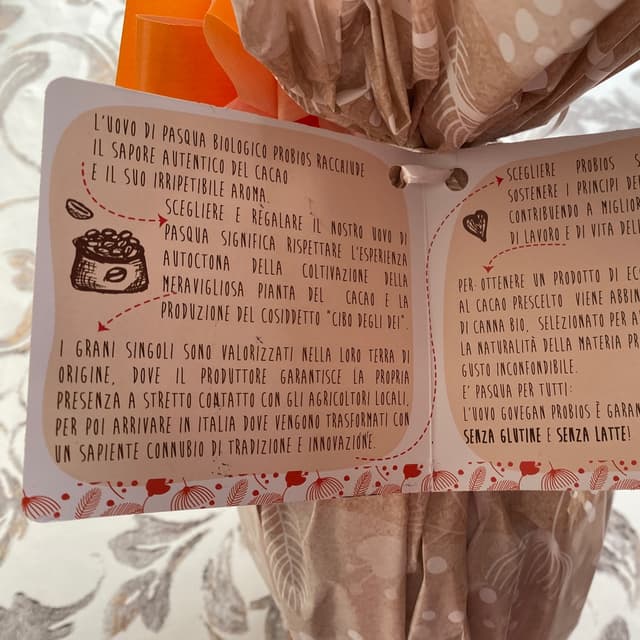 L'UOVO DI PASQUA BIOLOGICO PROBIOS RACCHIUDE
IL SAPORE AUTENTICO DEL CACAO
E IL SUO IRRIPETIBILE AROMA.
SCEGLIERE E REGALARE IL NOSTRO UOVO DI
PASQUA SIGNIFICA RISPETTARE L'ESPERIENZA
AUTOCTONA DELLA COLTIVAZIONE DELLA
MERAVIGLIOSA PIANTA DEL CACAO E LA
PRODUZIONE DEL COSIDDETTO "CIBO DEGLI DEI".
I GRANI SINGOLI SONO VALORIZZATI NELLA LORO TERRA DI
ORIGINE, DOVE IL PRODUTTORE GARANTISCE LA PROPRIA
PRESENZA A STRETTO CONTATTO CON GLI AGRICOLTORI LOCALI,
PER POI ARRIVARE IN ITALIA DOVE VENGONO TRASFORMATI CON
UN SAPIENTE CONNUBIO DI TRADIZIONE E INNOVAZIONE.
SCEGLIERE PROBIOS
SOSTENERE I PRINCIPI
CONTRIBUENDO A
DI LAVORO E DI VITA
PER OTTENERE UN PRODOTTO DI
AL CACAO PRESCELTO VIENE
DI CANNA BIO, SELEZIONATO PER
LA NATURALITÀ DELLA MATERIA
GUSTO INCONFONDIBILE.
E' PASQUA PER TUTTI:
L'UOVO GOVEGAN PROBIOS È
SENZA GLUTINE E SENZA LATTE!